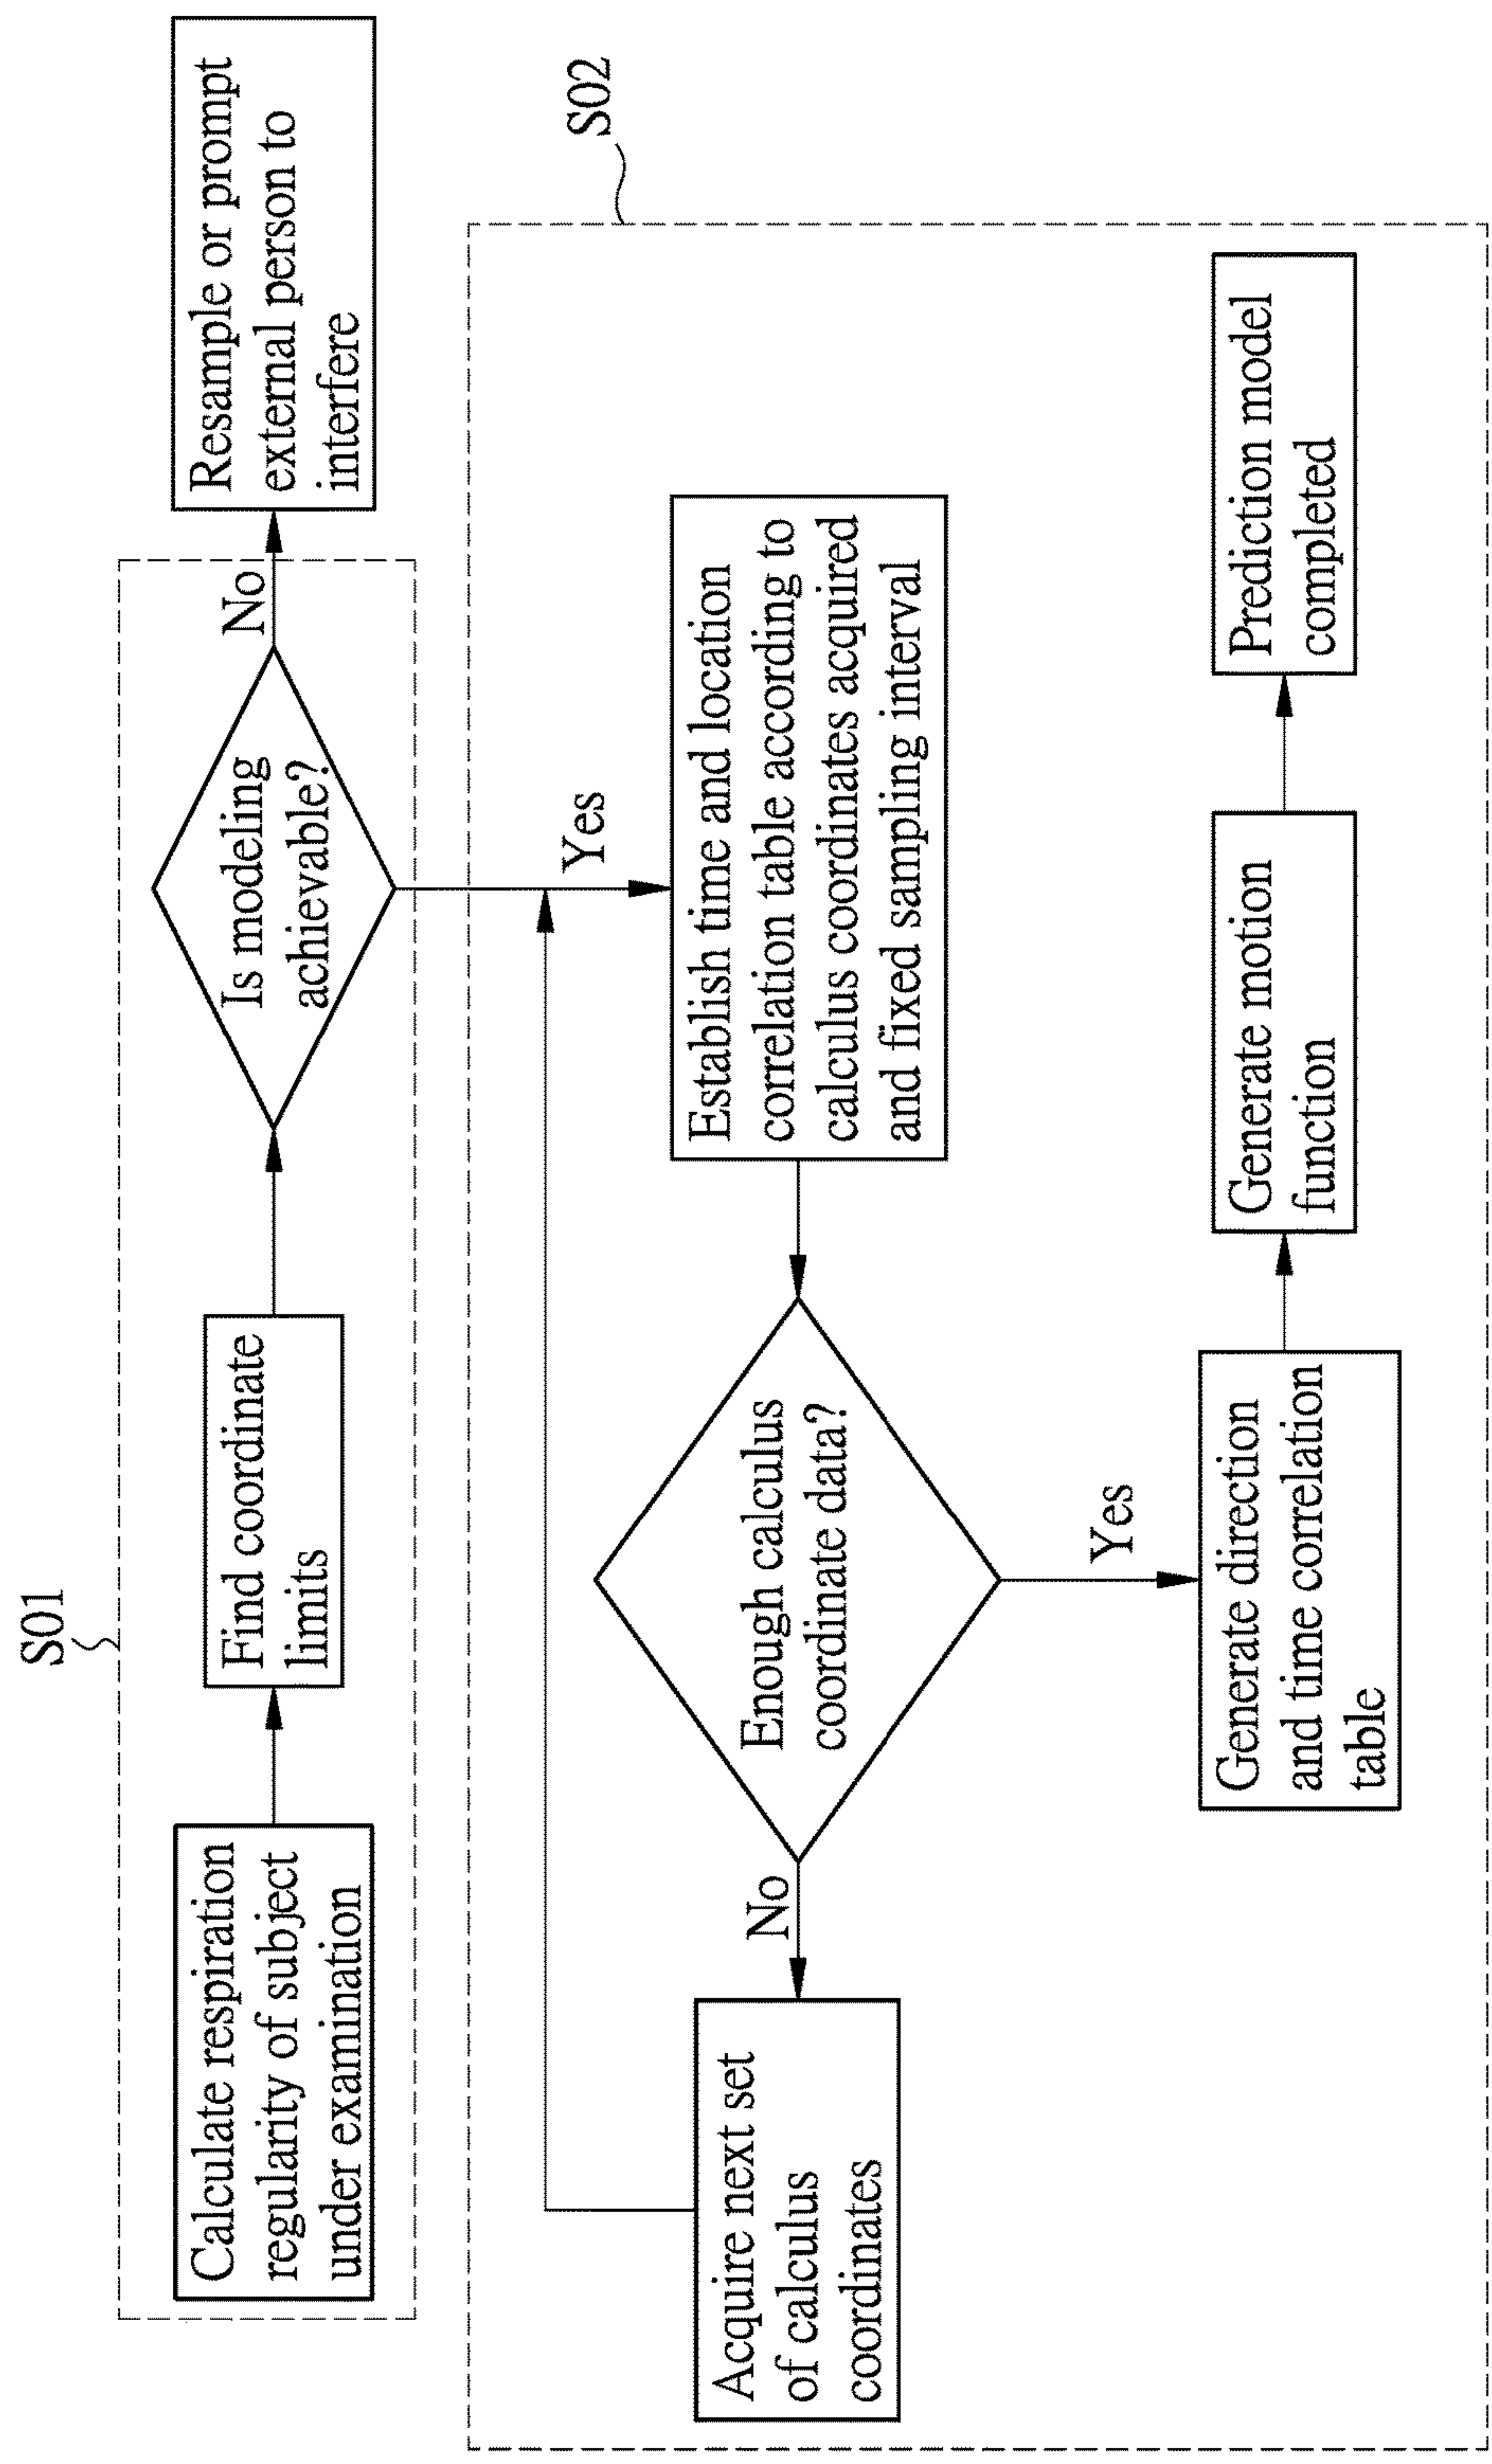 S01
Calculate respiration
regularity of subject
under examination
Find coordinate
limits
Is modeling
achievable?
No
Resample or prompt
external person to
interfere
S02
Yes
Establish time and location
correlation table according to
calculus coordinates acquired
and fixed sampling interval
Enough calculus
coordinate data?
No
Acquire next set
of calculus
coordinates
Yes
Generate direction
and time correlation
table
Generate motion
function
Prediction model
completed